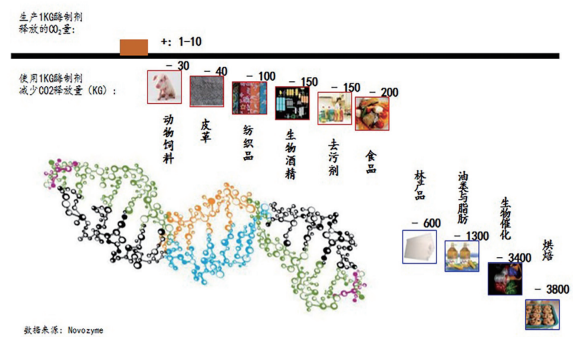 生产1KG酶制剂
释放的CO₂量:
+: 1-10
使用1KG酶制剂
减少CO2释放量(KG):
- 30
- 40
- 100
- 150
- 150
- 200
动物饲料
皮革
纺织品
生物酒精
去污剂
食品
林产品
油类与脂肪
生物催化
烘焙
- 600
- 1300
- 3400
- 3800
数据来源: Novozyme